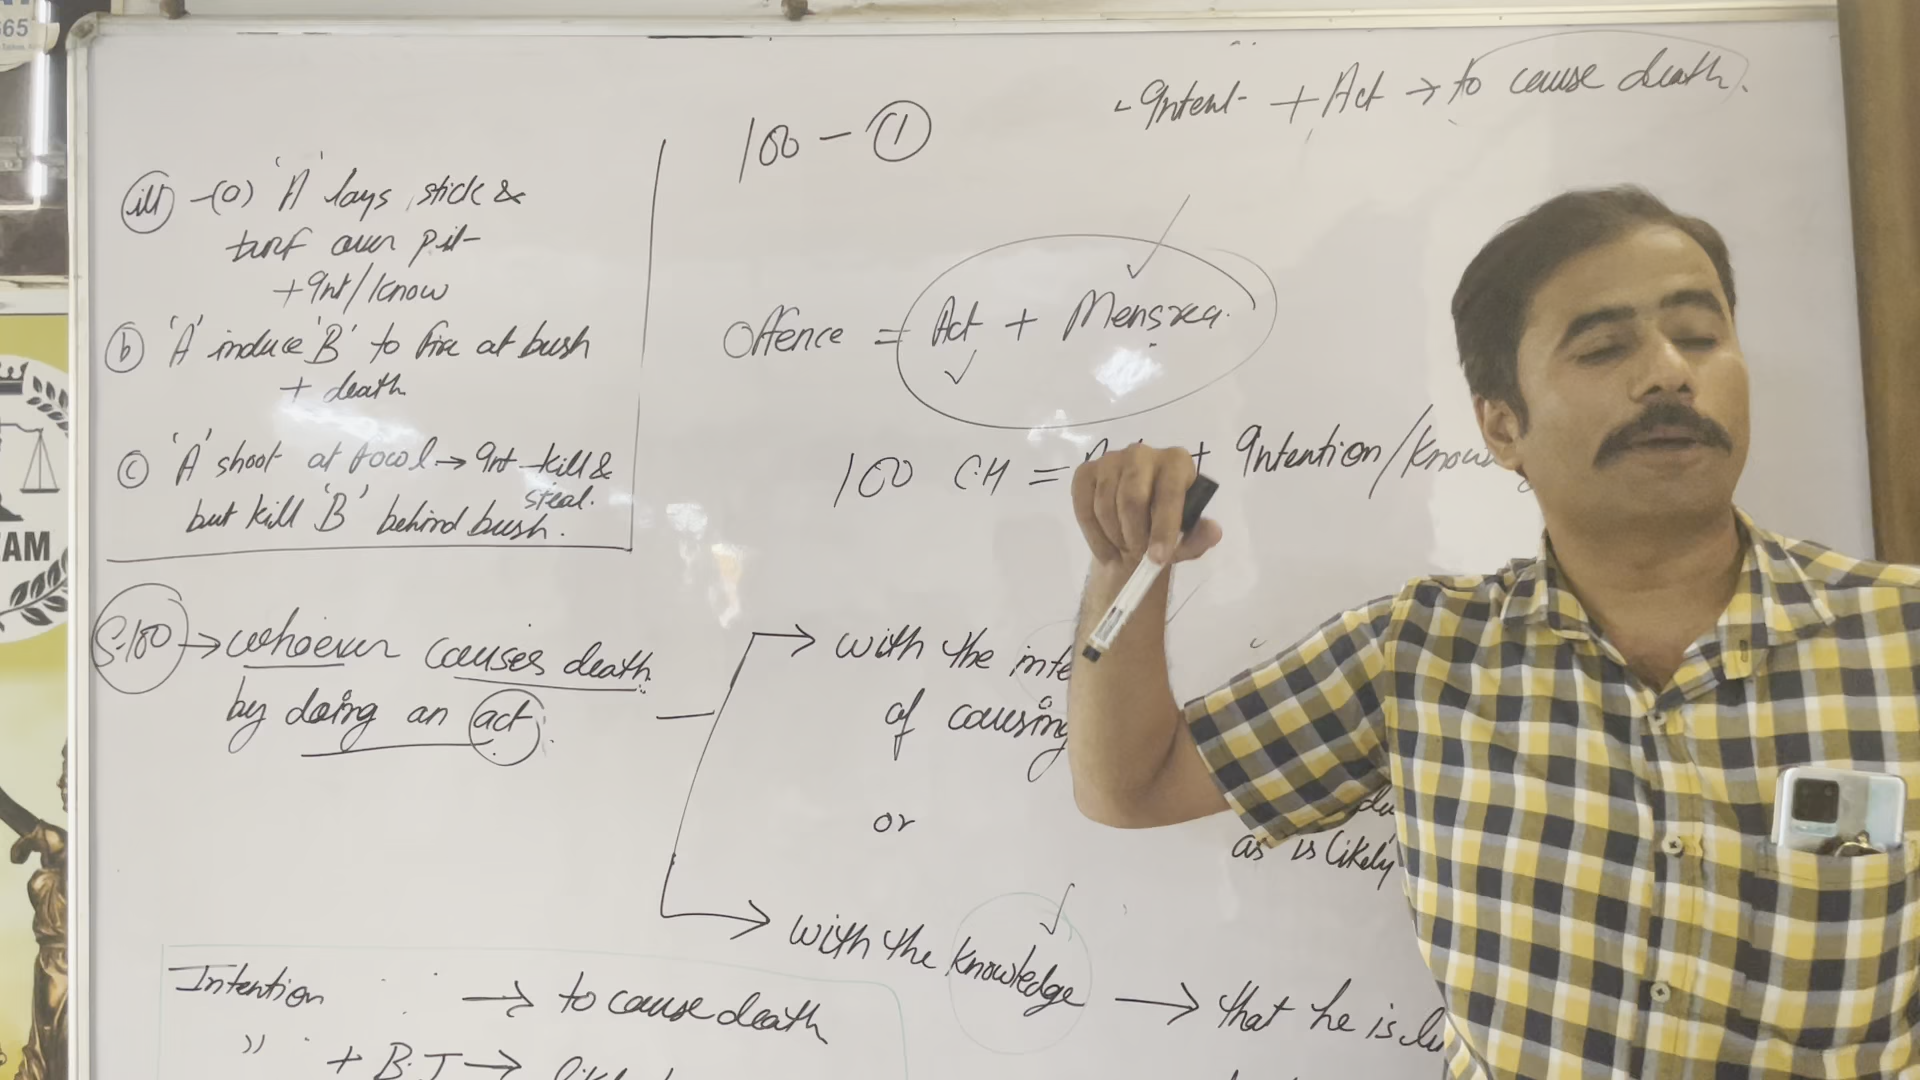 665
- Intent + Act → to cause death.
100 - ①
ill - (a) 'A' lays stick &
turf over pit
+ Int/know
ⓑ 'A' induce 'B' to fire at bush
+ death
ⓒ 'A' shoot at fowl → Int - kill &
steal.
but kill 'B' behind bush.
Offence = Act + Mensrea.
100 C.H = + Intention/Know
S-100 → whoever causes death
by doing an act.
→ with the inte
of causing
or
as is likely
→ with the knowledge → that he is li
Intention → to cause death
" + B.I →
AM